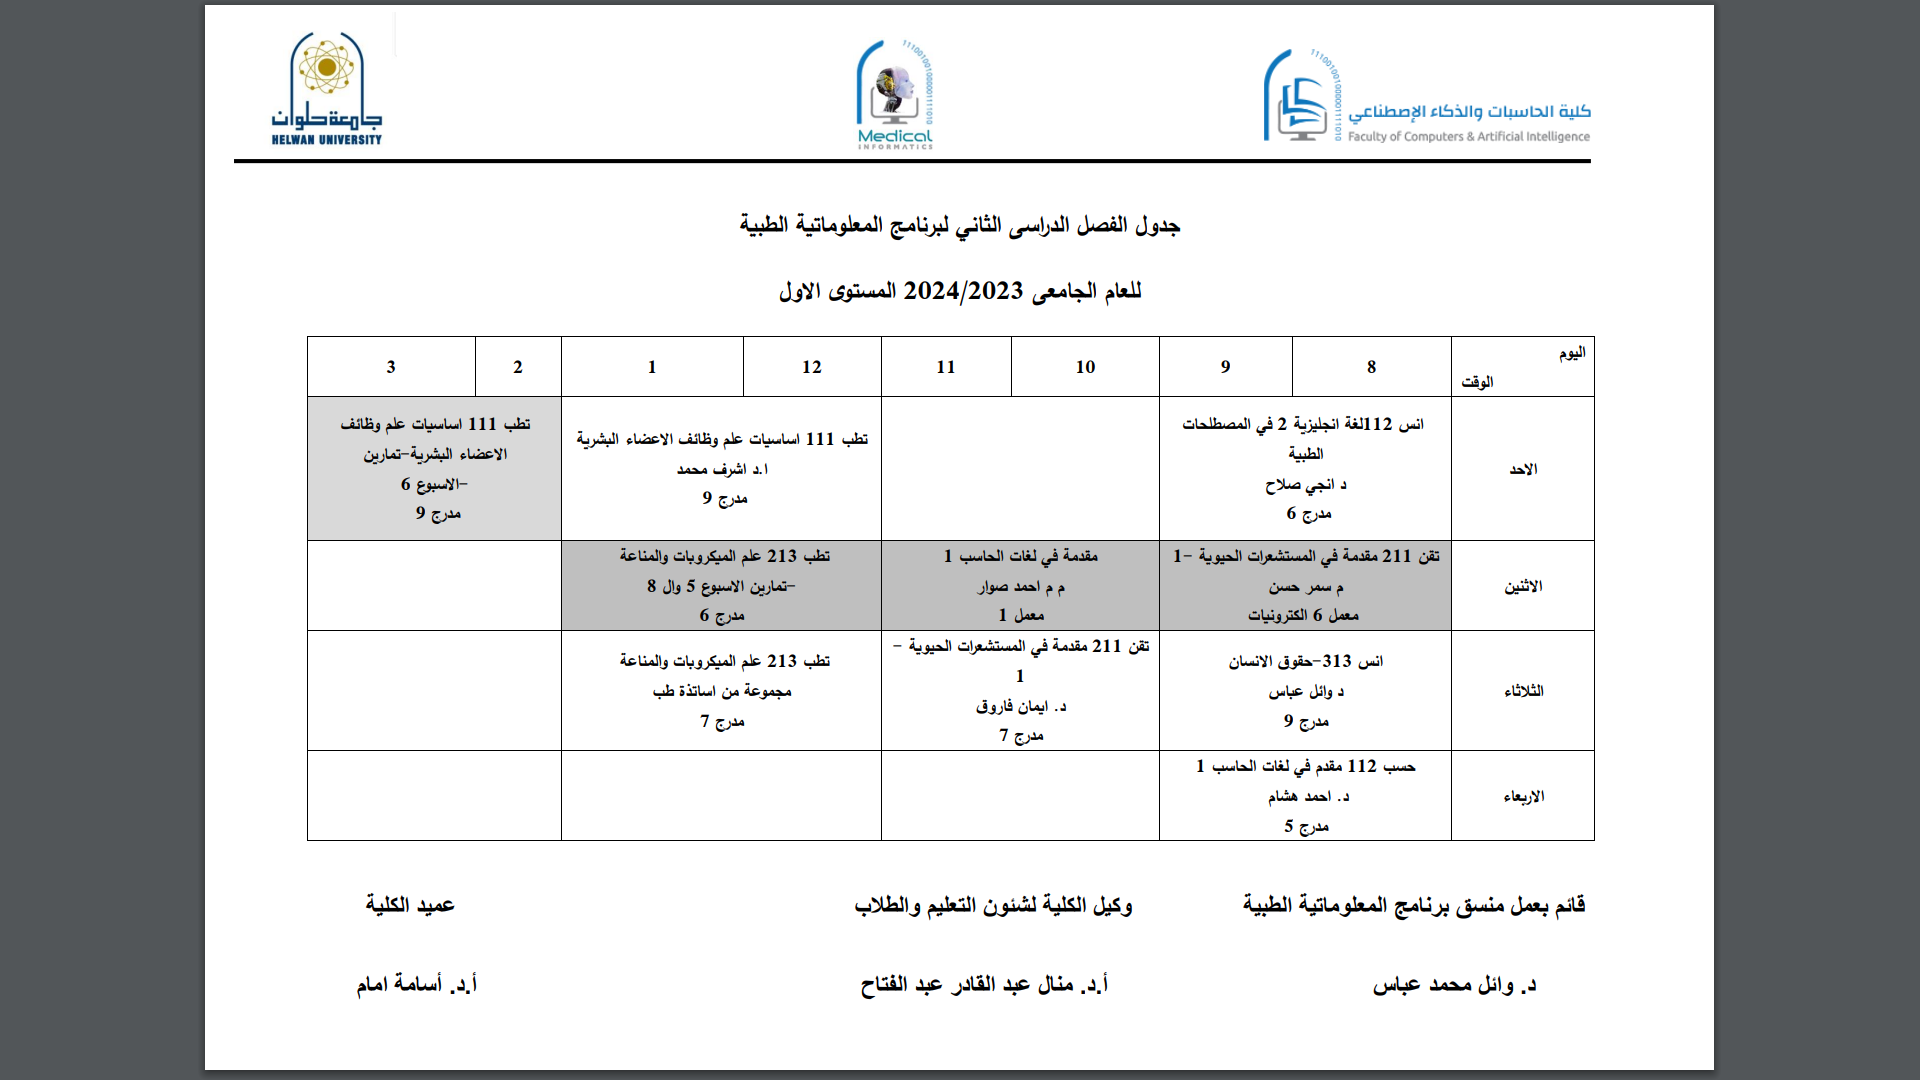 جامعة حلوان
HELWAN UNIVERSITY
Medical
INFORMATICS
كلية الحاسبات والذكاء الإصطناعي
Faculty of Computers & Artificial Intelligence
جدول الفصل الدراسى الثاني لبرنامج المعلوماتية الطبية
للعام الجامعى 2024/2023 المستوى الاول
اليوم
الوقت
8
9
10
11
12
1
2
3
الاحد
انس 112لغة انجليزية 2 في المصطلحات
الطبية
د انجي صلاح
مدرج 6
تطب 111 اساسيات علم وظائف الاعضاء البشرية
ا.د اشرف محمد
مدرج 9
تطب 111 اساسيات علم وظائف
الاعضاء البشرية–تمارين
–الاسبوع 6
مدرج 9
الاثنين
تقن 211 مقدمة في المستشعرات الحيوية –1
م سمر حسن
معمل 6 الكترونيات
مقدمة في لغات الحاسب 1
م م احمد صوار
معمل 1
تطب 213 علم الميكروبات والمناعة
–تمارين الاسبوع 5 وال 8
مدرج 6
الثلاثاء
انس 313–حقوق الانسان
د وائل عباس
مدرج 9
تقن 211 مقدمة في المستشعرات الحيوية –
1
د. ايمان فاروق
مدرج 7
تطب 213 علم الميكروبات والمناعة
مجموعة من اساتذة طب
مدرج 7
الاربعاء
حسب 112 مقدم في لغات الحاسب 1
د. احمد هشام
مدرج 5
قائم بعمل منسق برنامج المعلوماتية الطبية
وكيل الكلية لشئون التعليم والطلاب
عميد الكلية
د. وائل محمد عباس
أ.د. منال عبد القادر عبد الفتاح
أ.د. أسامة امام